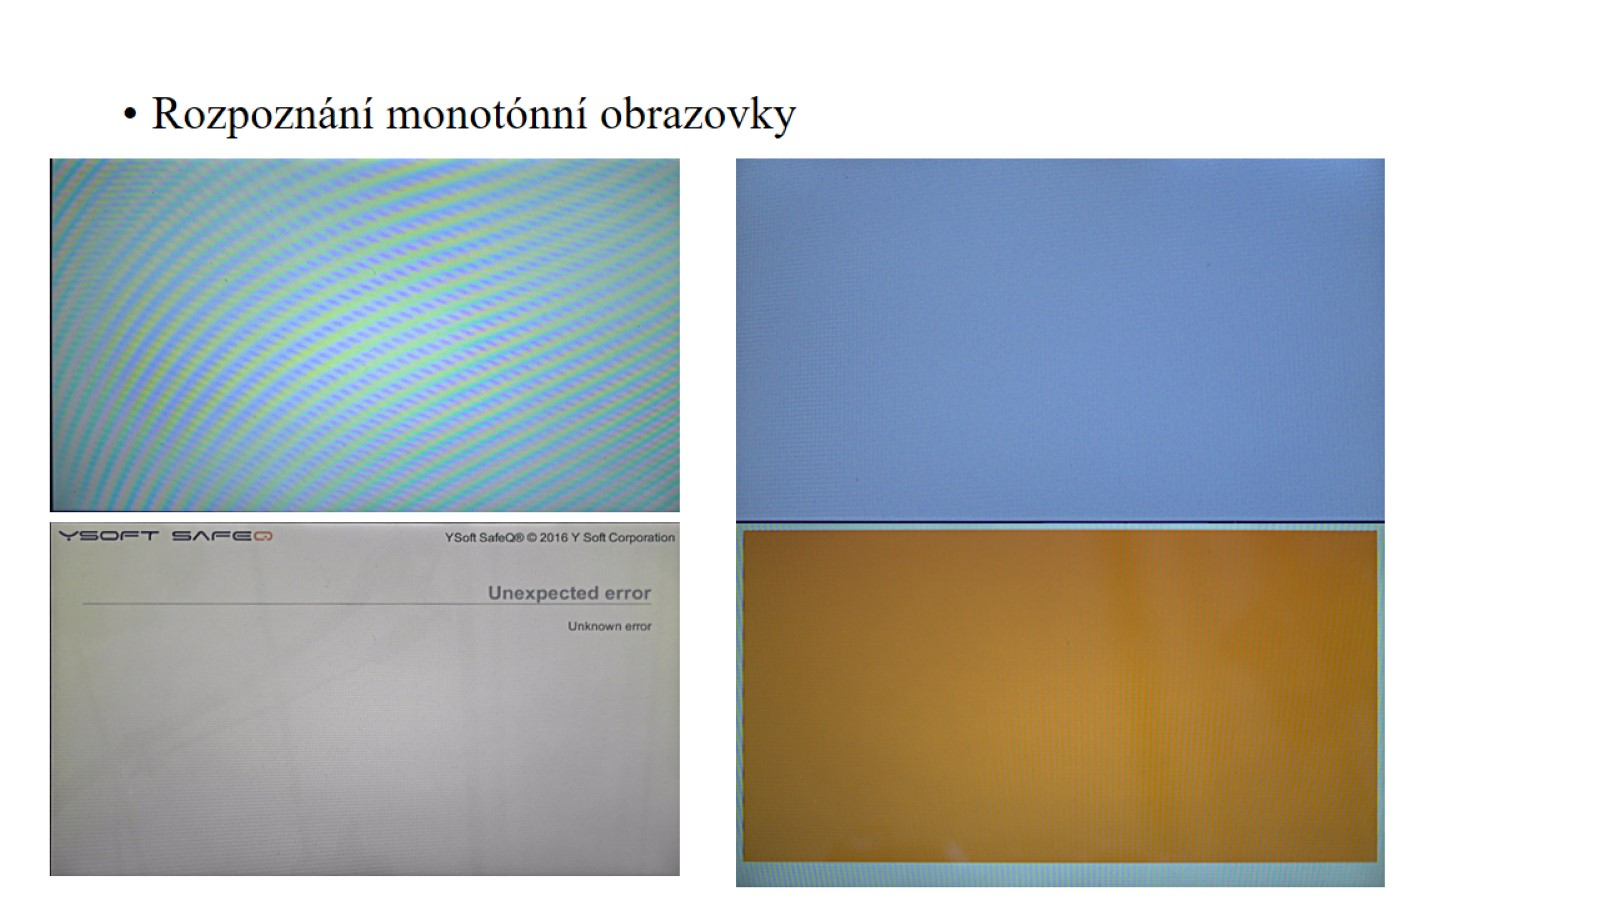 • Rozpoznání monotónní obrazovky
YSOFT SAFEQ
YSoft SafeQ® © 2016 Y Soft Corporation
Unexpected error
Unknown error